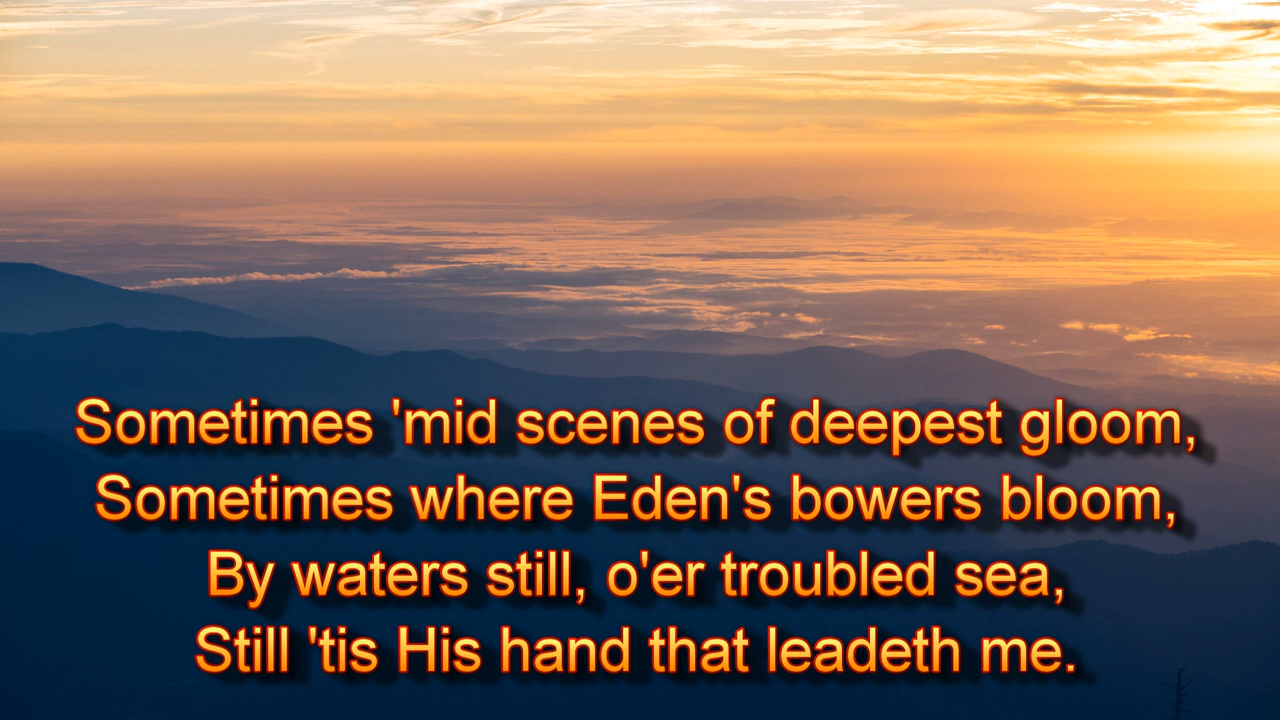 Sometimes 'mid scenes of deepest gloom,
Sometimes where Eden's bowers bloom,
By waters still, o'er troubled sea,
Still 'tis His hand that leadeth me.